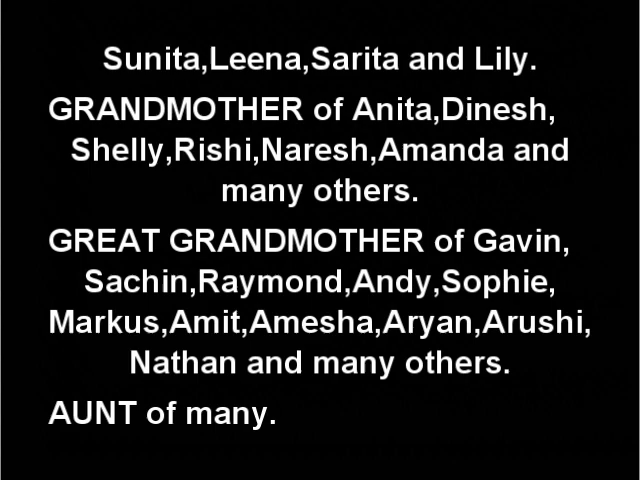 Sunita,Leena,Sarita and Lily.
GRANDMOTHER of Anita,Dinesh,
Shelly,Rishi,Naresh,Amanda and
many others.
GREAT GRANDMOTHER of Gavin,
Sachin,Raymond,Andy,Sophie,
Markus,Amit,Amesha,Aryan,Arushi,
Nathan and many others.
AUNT of many.